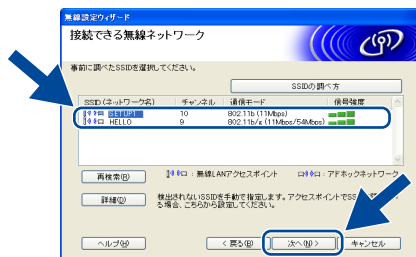 無線設定ウィザード
接続できる無線ネットワーク
事前に調べたSSIDを選択してください。
SSIDの調べ方
SSID(ネットワーク名) チャンネル 通信モード 信号強度
SETUP1 10 802.11b (11Mbps)
HELLO 9 802.11b/g (11Mbps/54Mbps)
再検索(R) :無線LANアクセスポイント :アドホックネットワーク
詳細(D) 検出されないSSIDを手動で指定します。アクセスポイントでSS
る場合、こちらから設定してください。
ヘルプ(H) < 戻る(B) 次へ(N) > キャンセル